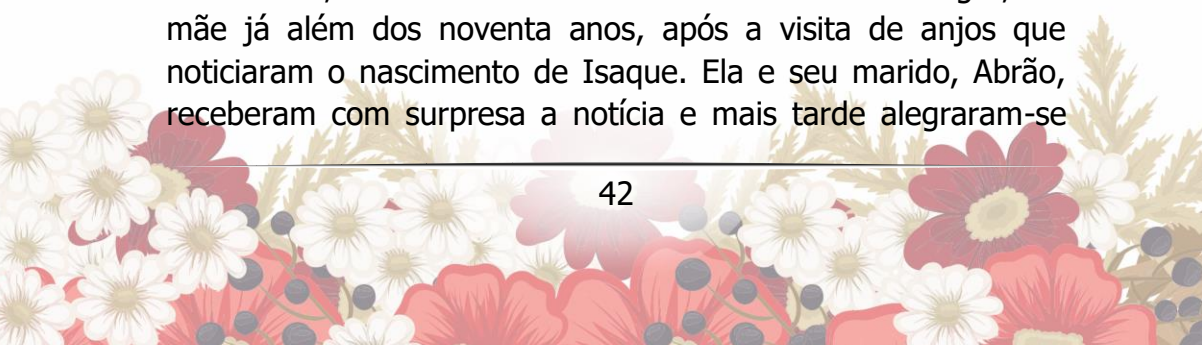 mãe já além dos noventa anos, após a visita de anjos que
noticiaram o nascimento de Isaque. Ela e seu marido, Abrão,
receberam com surpresa a notícia e mais tarde alegraram-se
42